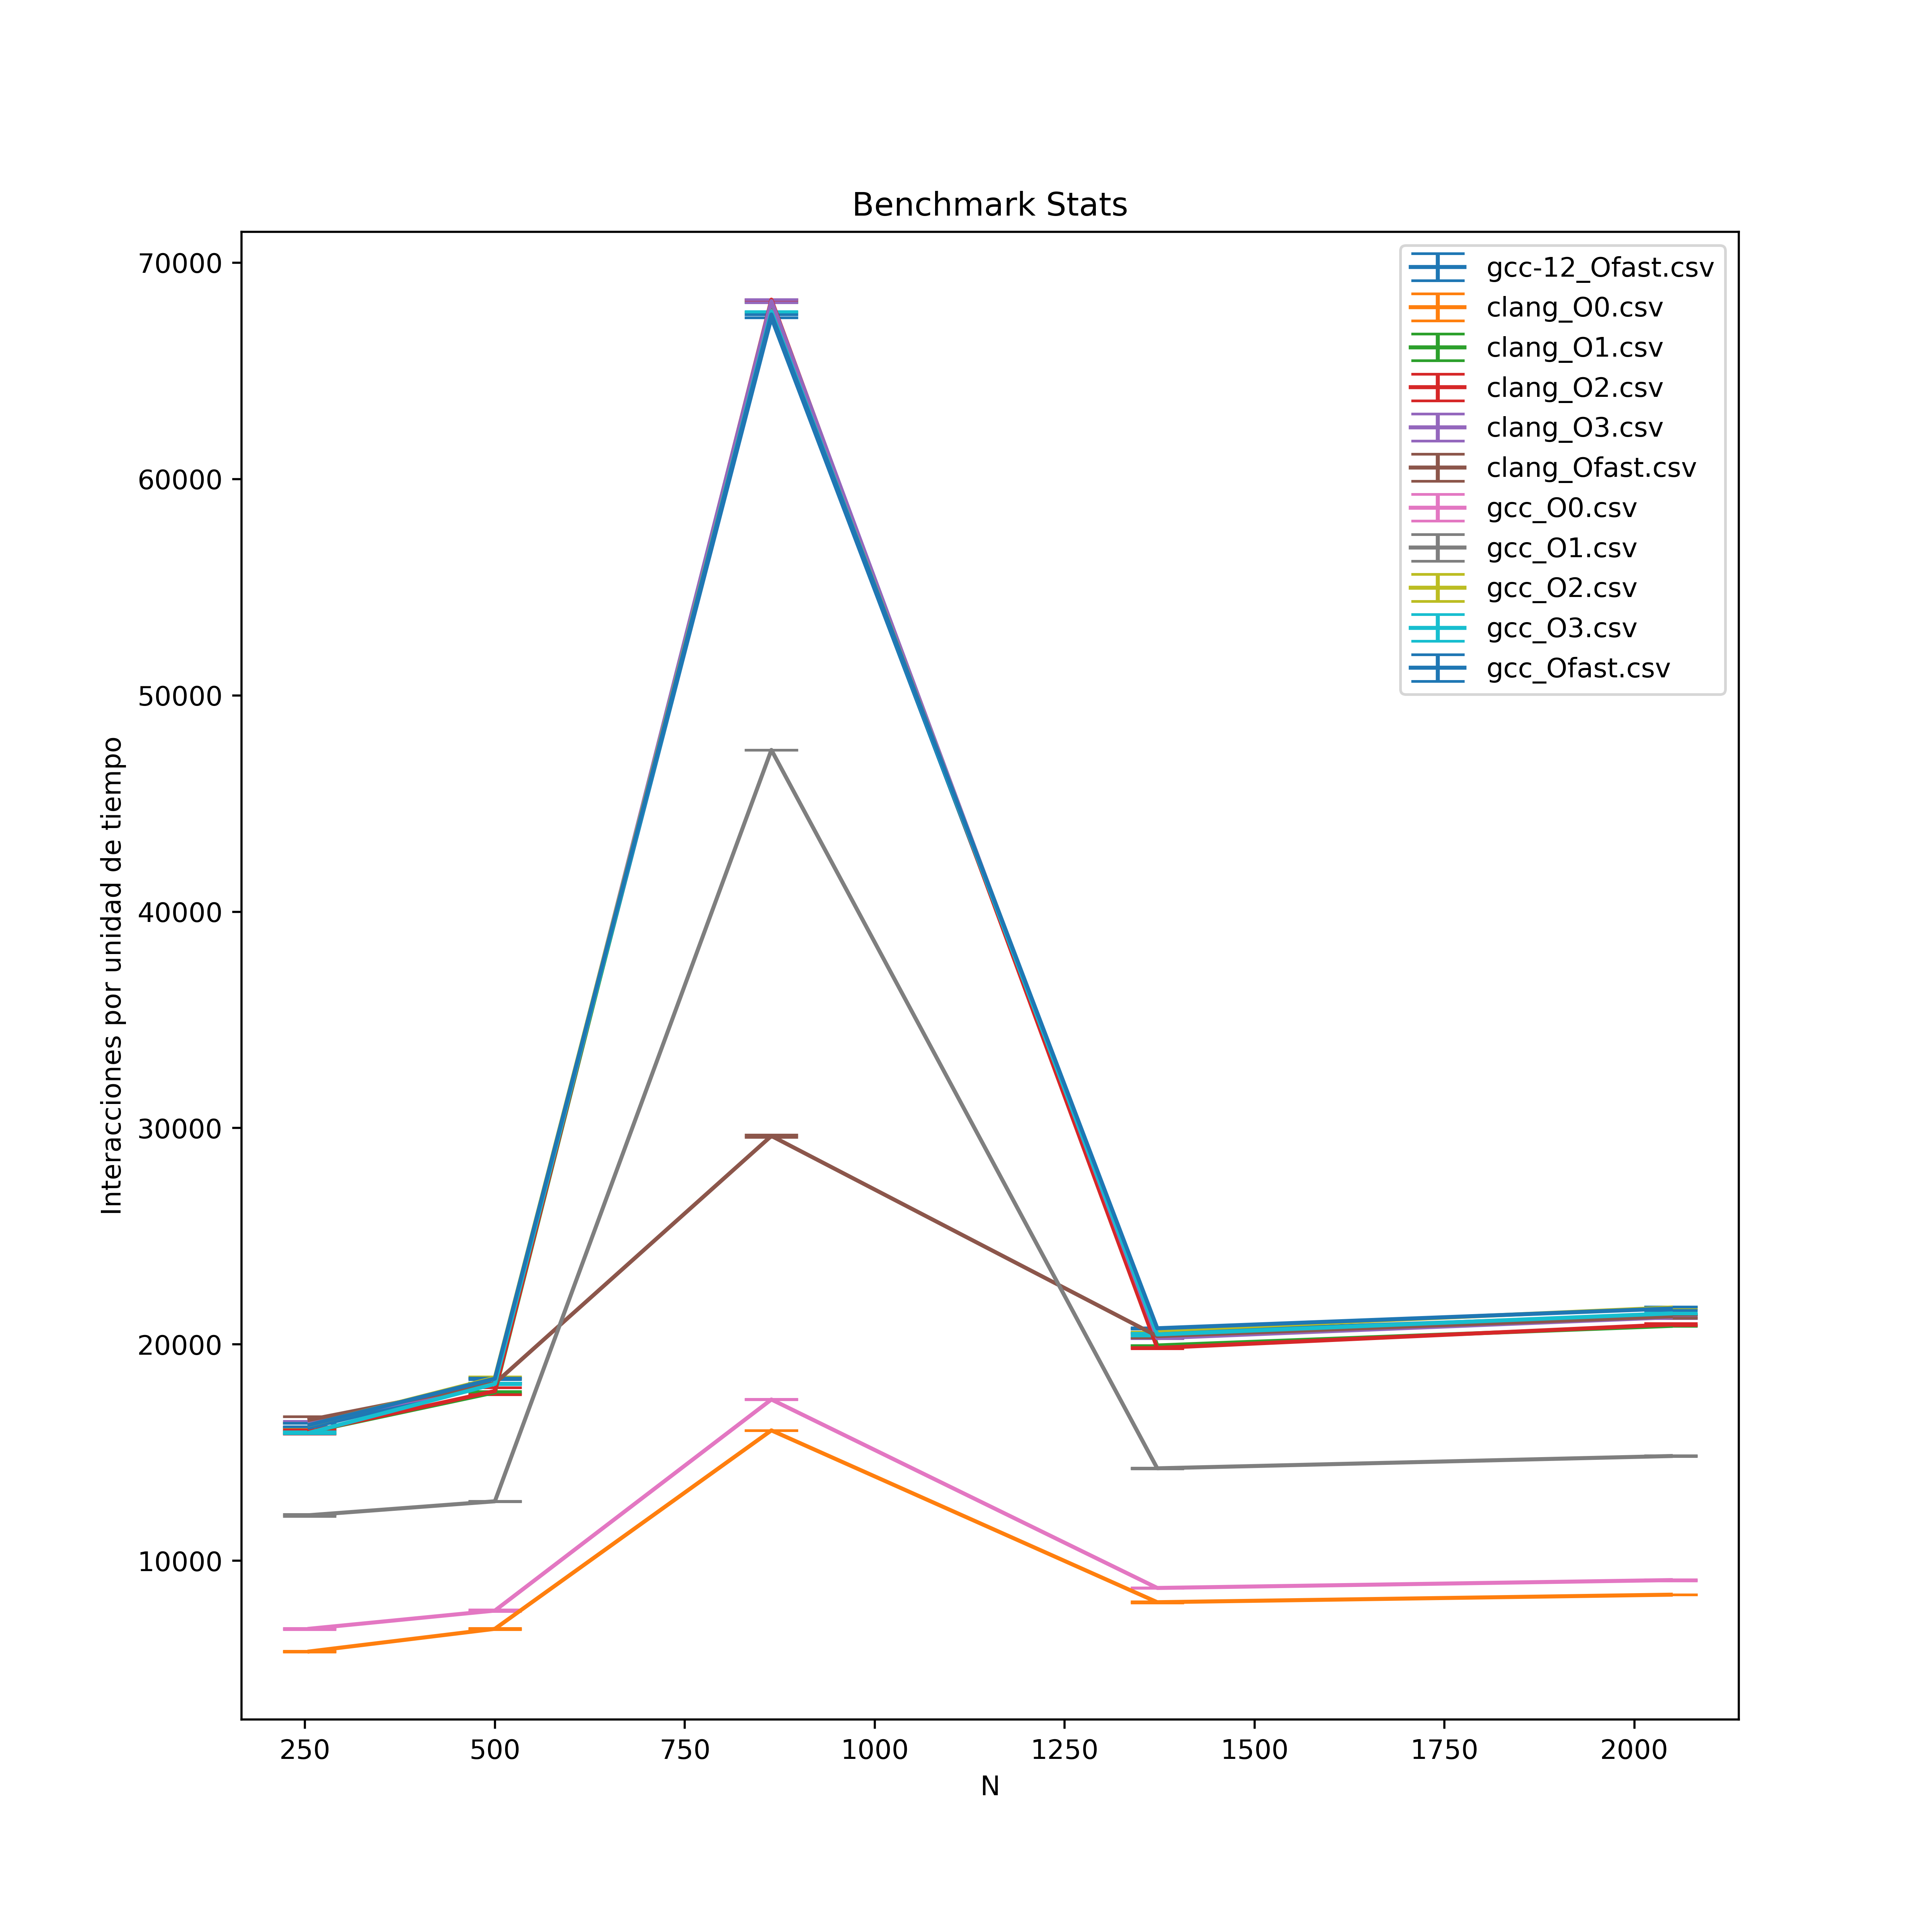 Benchmark Stats
70000
60000
50000
40000
30000
20000
10000
Interacciones por unidad de tiempo
250 500 750 1000 1250 1500 1750 2000
N
gcc-12_Ofast.csv
clang_O0.csv
clang_O1.csv
clang_O2.csv
clang_O3.csv
clang_Ofast.csv
gcc_O0.csv
gcc_O1.csv
gcc_O2.csv
gcc_O3.csv
gcc_Ofast.csv